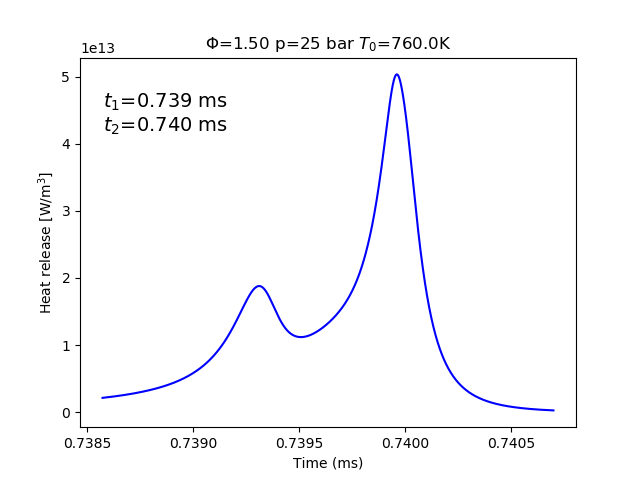 Φ=1.50 p=25 bar T₀=760.0K
1e13
t₁=0.739 ms
t₂=0.740 ms
5
4
3
2
1
0
Heat release [W/m³]
0.7385 0.7390 0.7395 0.7400 0.7405
Time (ms)